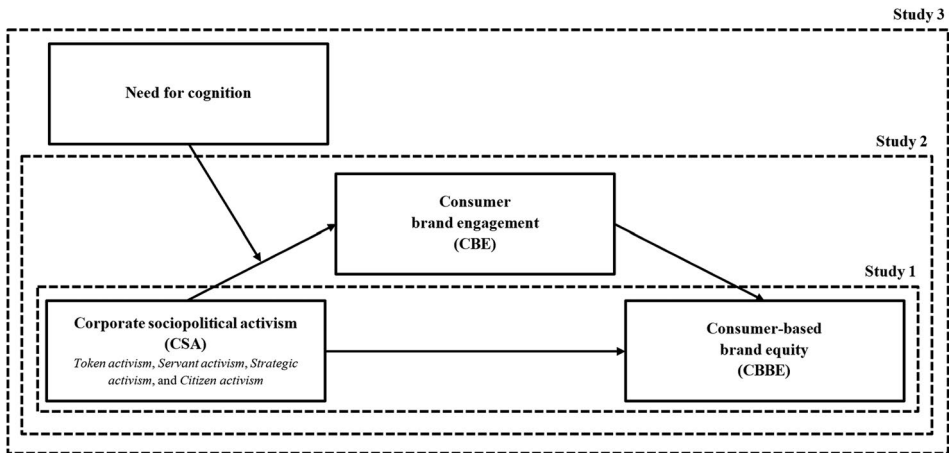 Study 3
Need for cognition
Study 2
Consumer
brand engagement
(CBE)
Study 1
Corporate sociopolitical activism
(CSA)
Token activism, Servant activism, Strategic
activism, and Citizen activism
Consumer-based
brand equity
(CBBE)